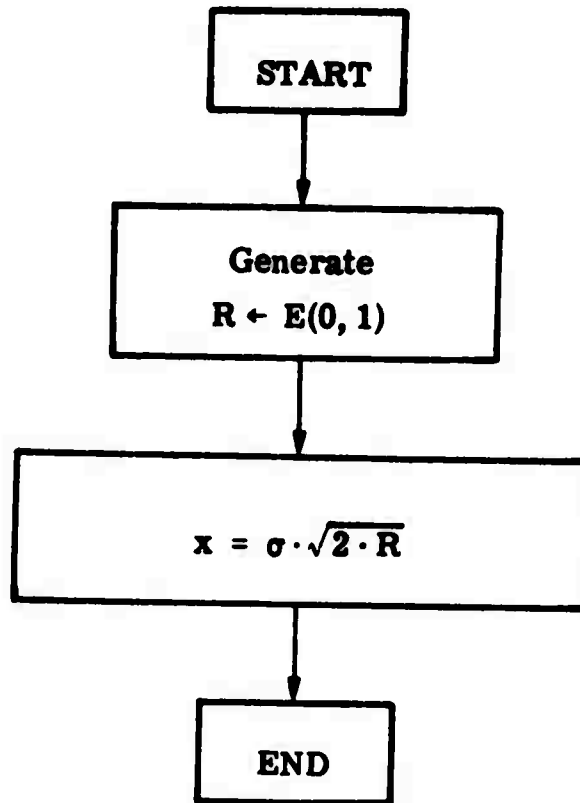 START
Generate
R ← E(0, 1)
x = σ · √2 · R
END